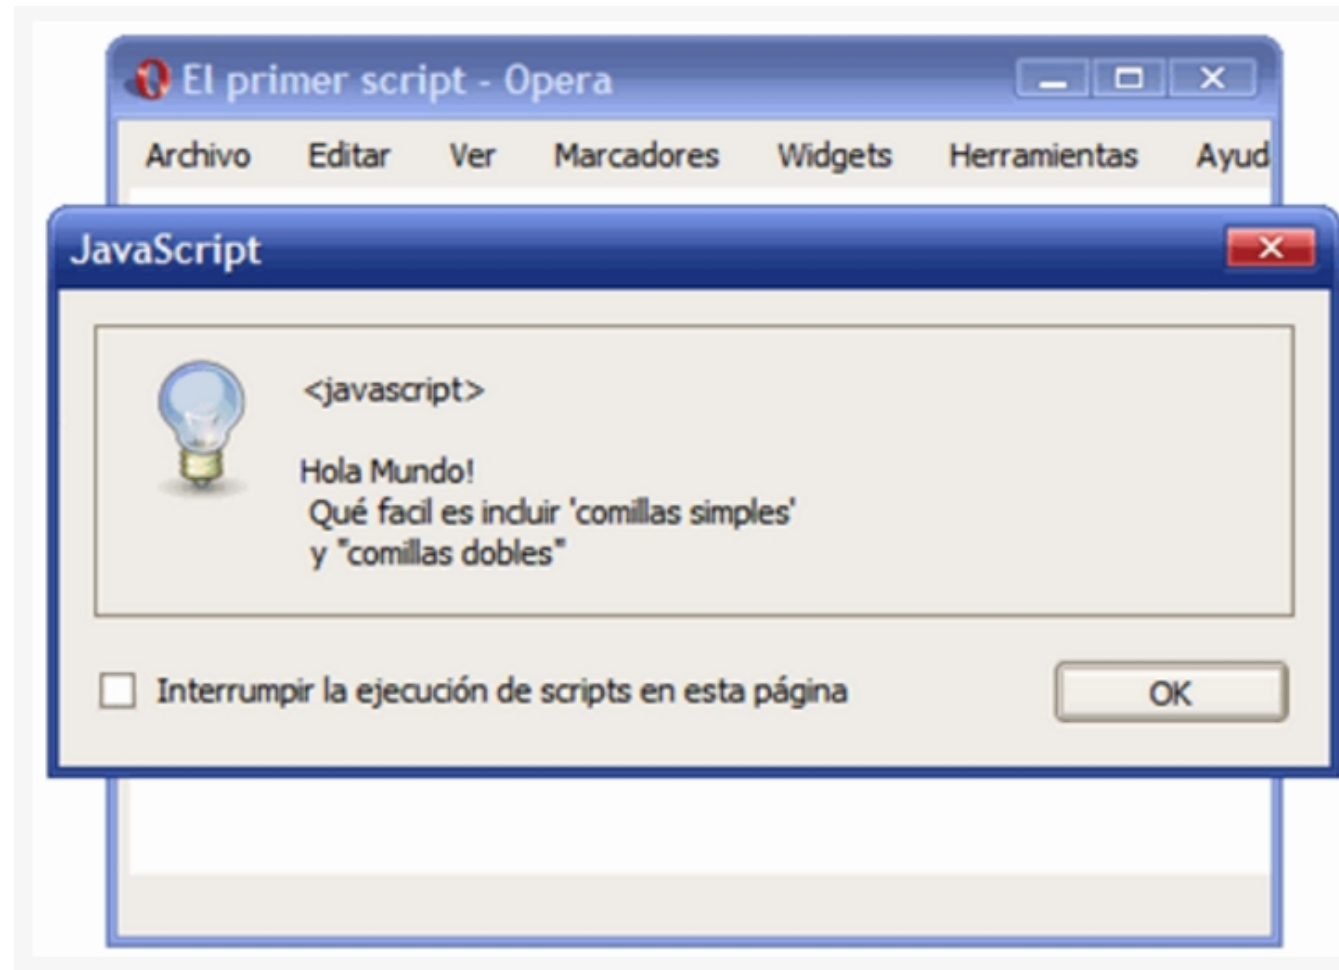 El primer script - Opera
Archivo Editar Ver Marcadores Widgets Herramientas Ayud
JavaScript
<javascript>
Hola Mundo!
Qué facil es incluir 'comillas simples'
y "comillas dobles"
Interrumpir la ejecución de scripts en esta página
OK